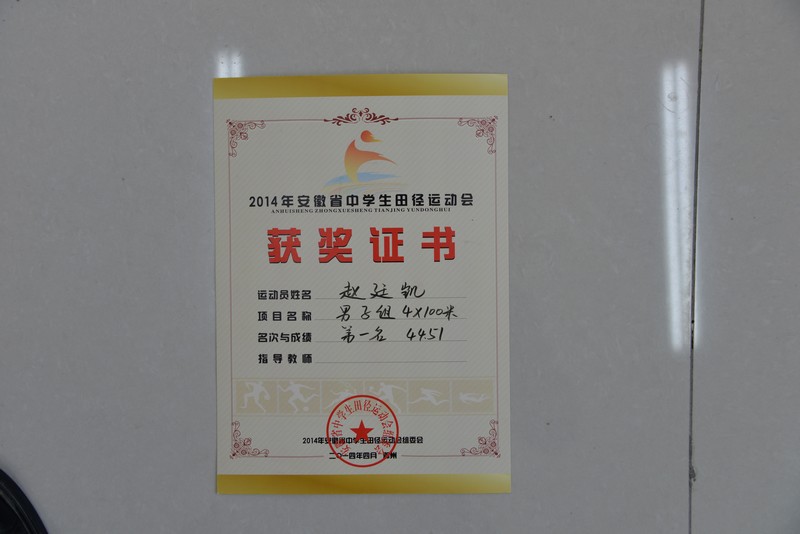 2014年安徽省中学生田径运动会
ANHUISHENG ZHONGXUESHENG TIANJING YUNDONGHUI
获奖证书
运动员姓名 赵廷凯
项目名称 男子组 4×100米
名次与成绩 第一名 44.51
指导教师
2014年安徽省中学生田径运动会组委会
二〇一四年四月